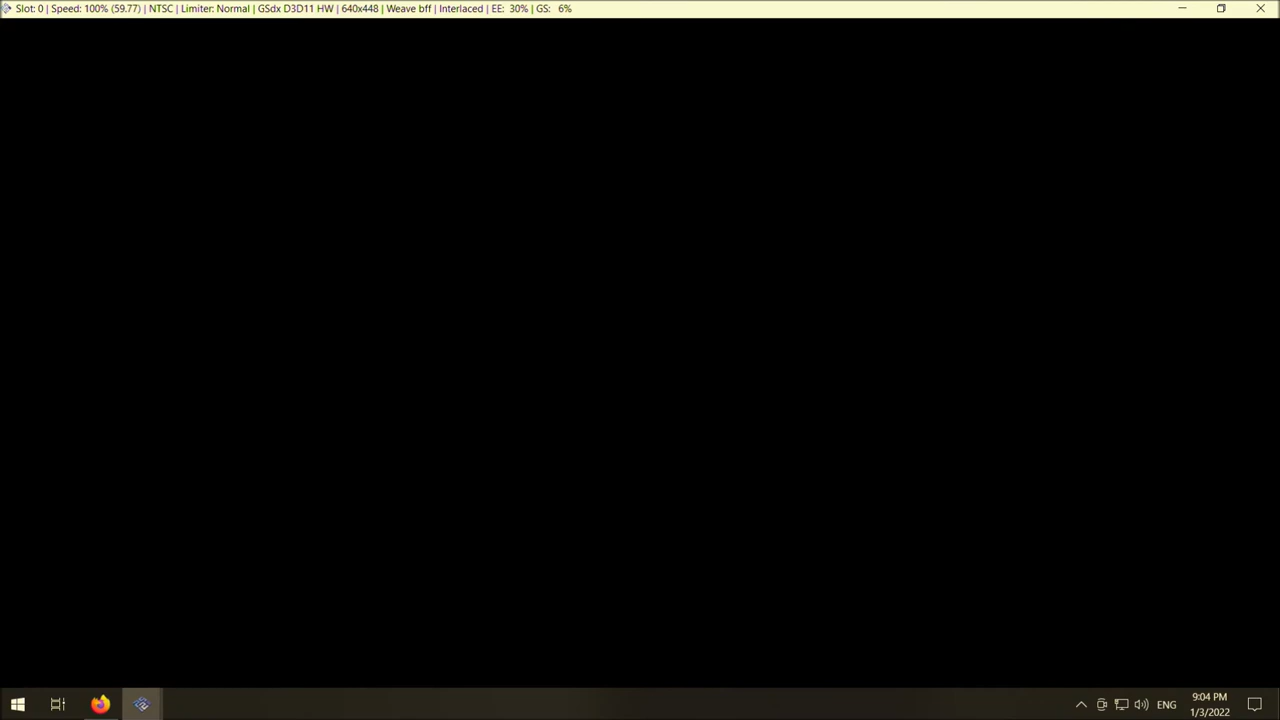 Slot: 0 | Speed: 100% (59.77) | NTSC | Limiter: Normal | GSdx D3D11 HW | 640x448 | Weave bff | Interlaced | EE: 30% | GS: 6%
ENG
9:04 PM
1/3/2022